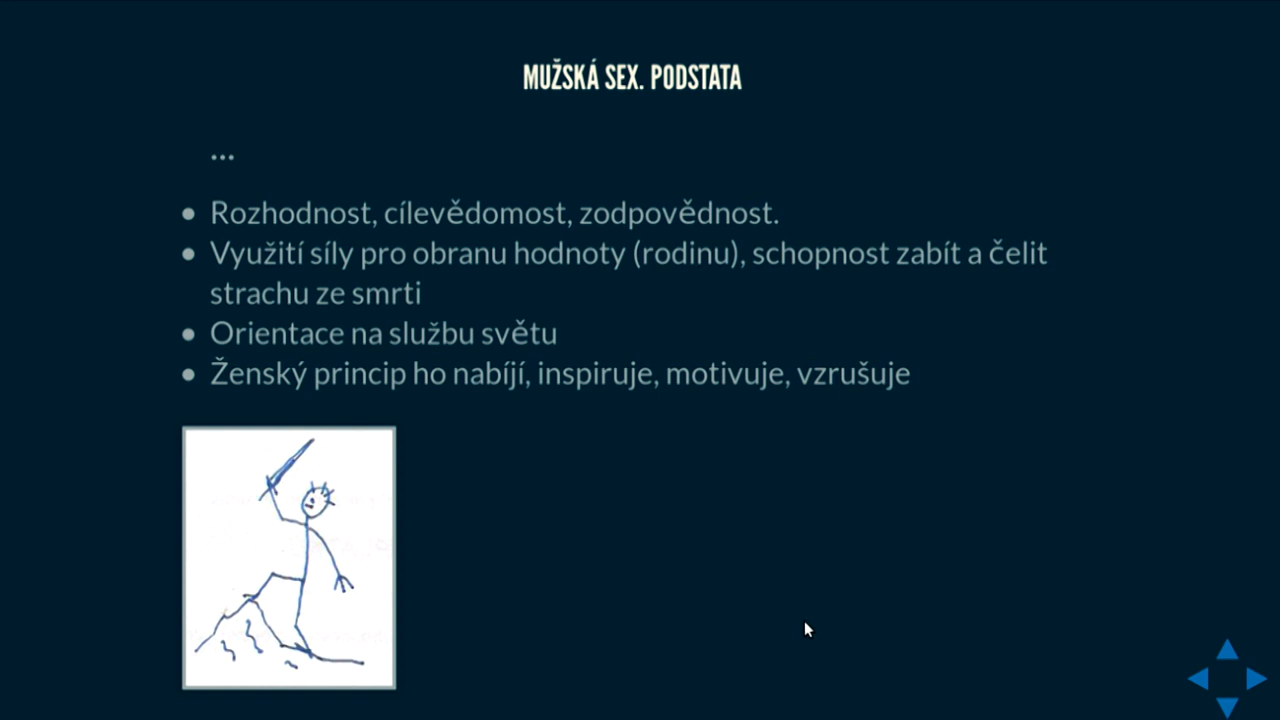 MUŽSKÁ SEX. PODSTATA
...
Rozhodnost, cílevědomost, zodpovědnost.
Využití síly pro obranu hodnoty (rodinu), schopnost zabít a čelit
strachu ze smrti
Orientace na službu světu
Ženský princip ho nabíjí, inspiruje, motivuje, vzrušuje